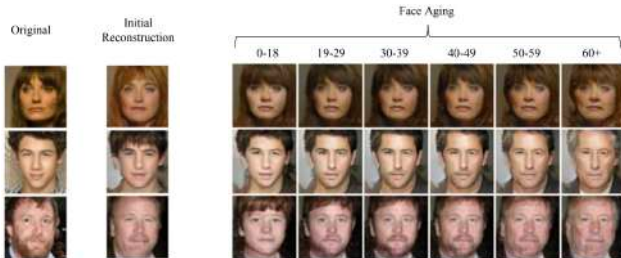 Face Aging
Original
Initial
Reconstruction
0-18
19-29
30-39
40-49
50-59
60+